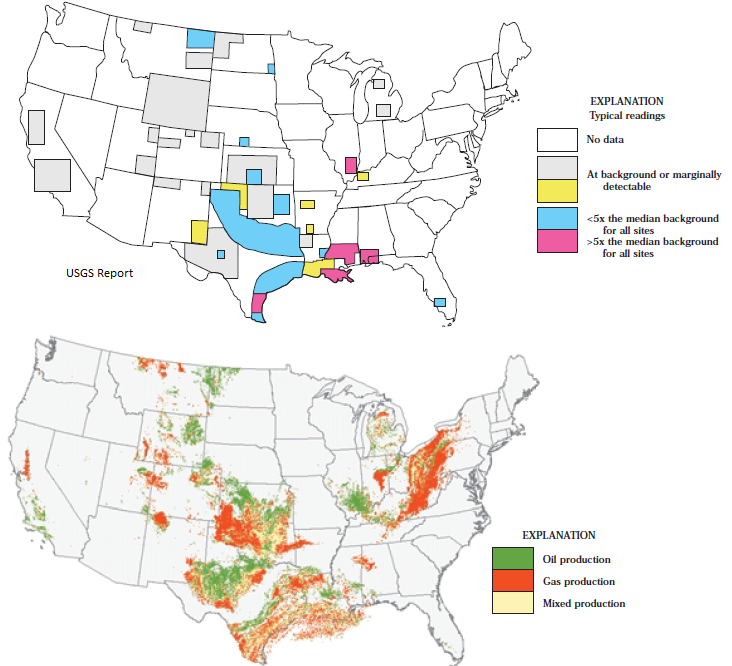 EXPLANATION
Typical readings
No data
At background or marginally
detectable
<5x the median background
for all sites
>5x the median background
for all sites
USGS Report
EXPLANATION
Oil production
Gas production
Mixed production